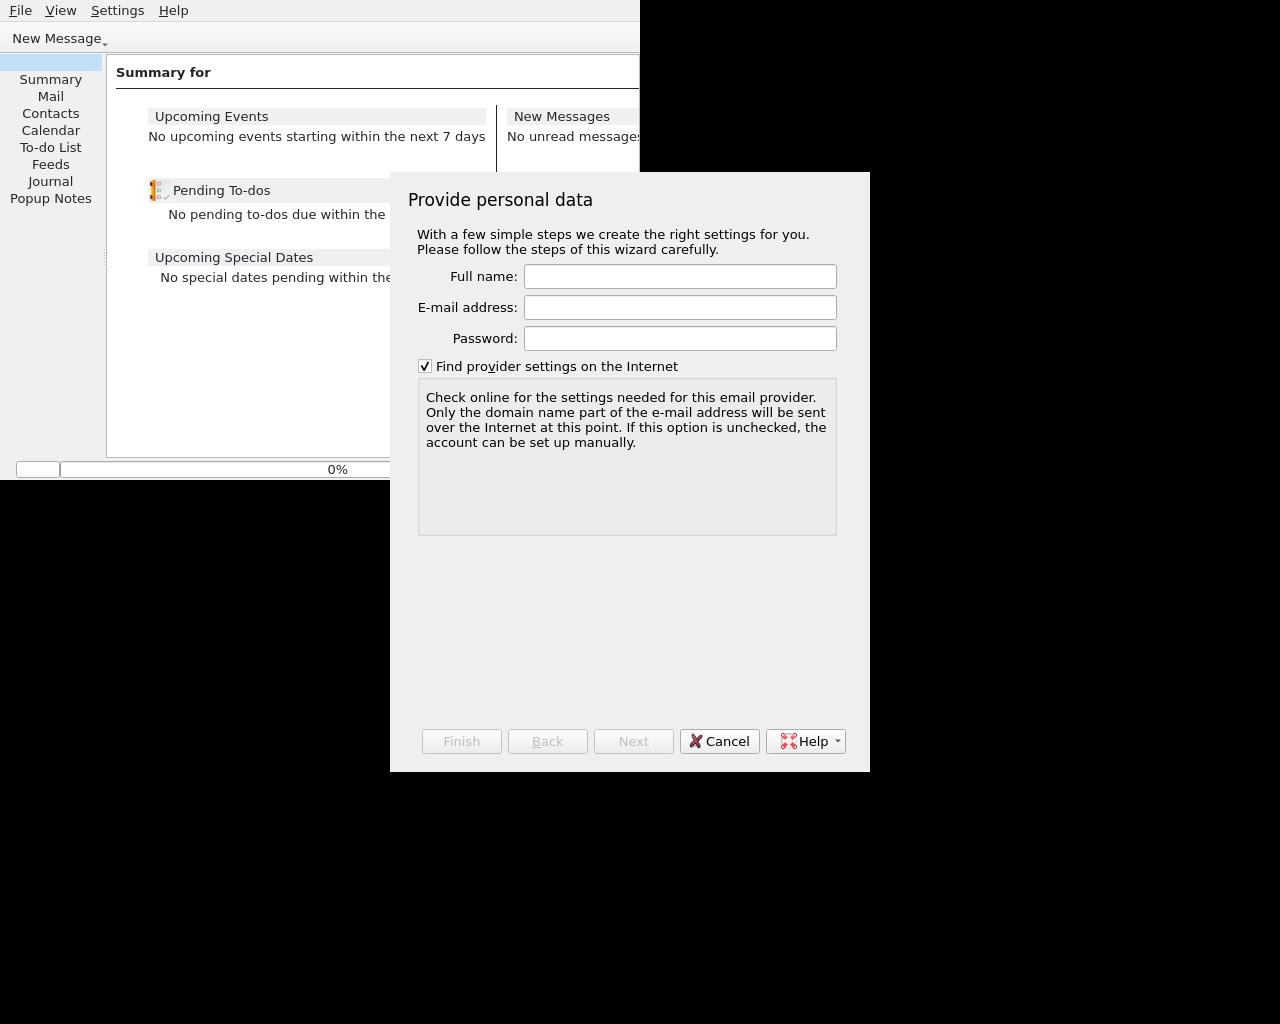 File View Settings Help
New Message
Summary
Mail
Contacts
Calendar
To-do List
Feeds
Journal
Popup Notes
Summary for
Upcoming Events
No upcoming events starting within the next 7 days
New Messages
No unread messages
Pending To-dos
No pending to-dos due within the
Upcoming Special Dates
No special dates pending within the
0%
Provide personal data
With a few simple steps we create the right settings for you.
Please follow the steps of this wizard carefully.
Full name:
E-mail address:
Password:
Find provider settings on the Internet
Check online for the settings needed for this email provider.
Only the domain name part of the e-mail address will be sent
over the Internet at this point. If this option is unchecked, the
account can be set up manually.
Finish Back Next Cancel Help